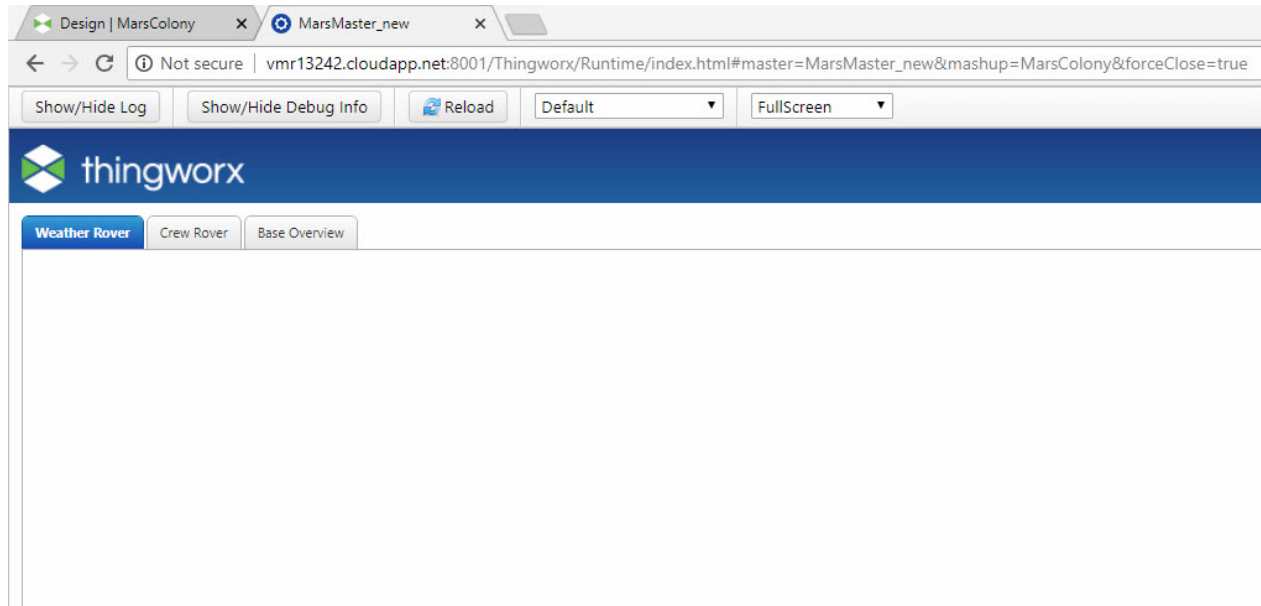 Design | MarsColony
MarsMaster_new
Not secure | vmr13242.cloudapp.net:8001/Thingworx/Runtime/index.html#master=MarsMaster_new&mashup=MarsColony&forceClose=true
Show/Hide Log Show/Hide Debug Info Reload Default FullScreen
thingworx
Weather Rover Crew Rover Base Overview